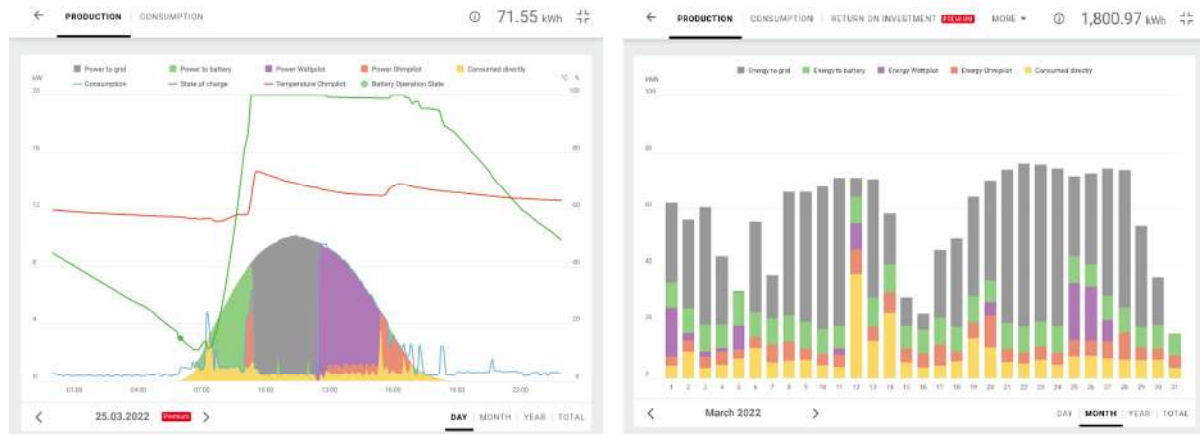 ← PRODUCTION CONSUMPTION 71.55 kWh
Power to grid Power to battery Power Wattpilot Power Ohmpilot Consumed directly
Consumption State of charge Temperature Ohmpilot Battery Operation State
kW °C %
20 100
16 80
12 60
8 40
4 20
0 0
01:00 04:00 07:00 10:00 13:00 16:00 19:00 22:00
25.03.2022 Premium DAY MONTH YEAR TOTAL
← PRODUCTION CONSUMPTION RETURN ON INVESTMENT PREMIUM MORE 1,800.97 kWh
Energy to grid Energy to battery Energy Wattpilot Energy Ohmpilot Consumed directly
kWh
100
80
60
40
20
0
1 2 3 4 5 6 7 8 9 10 11 12 13 14 15 16 17 18 19 20 21 22 23 24 25 26 27 28 29 30 31
March 2022 DAY MONTH YEAR TOTAL